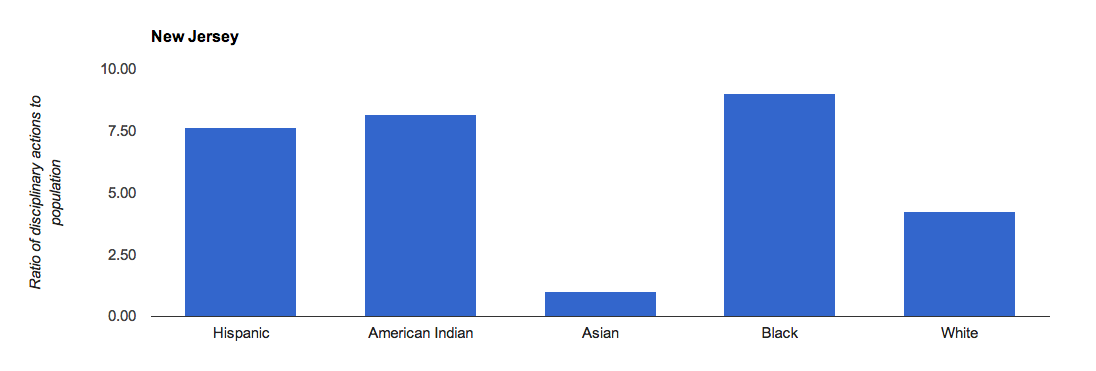 New Jersey
Ratio of disciplinary actions to
population
10.00
7.50
5.00
2.50
0.00
Hispanic
American Indian
Asian
Black
White